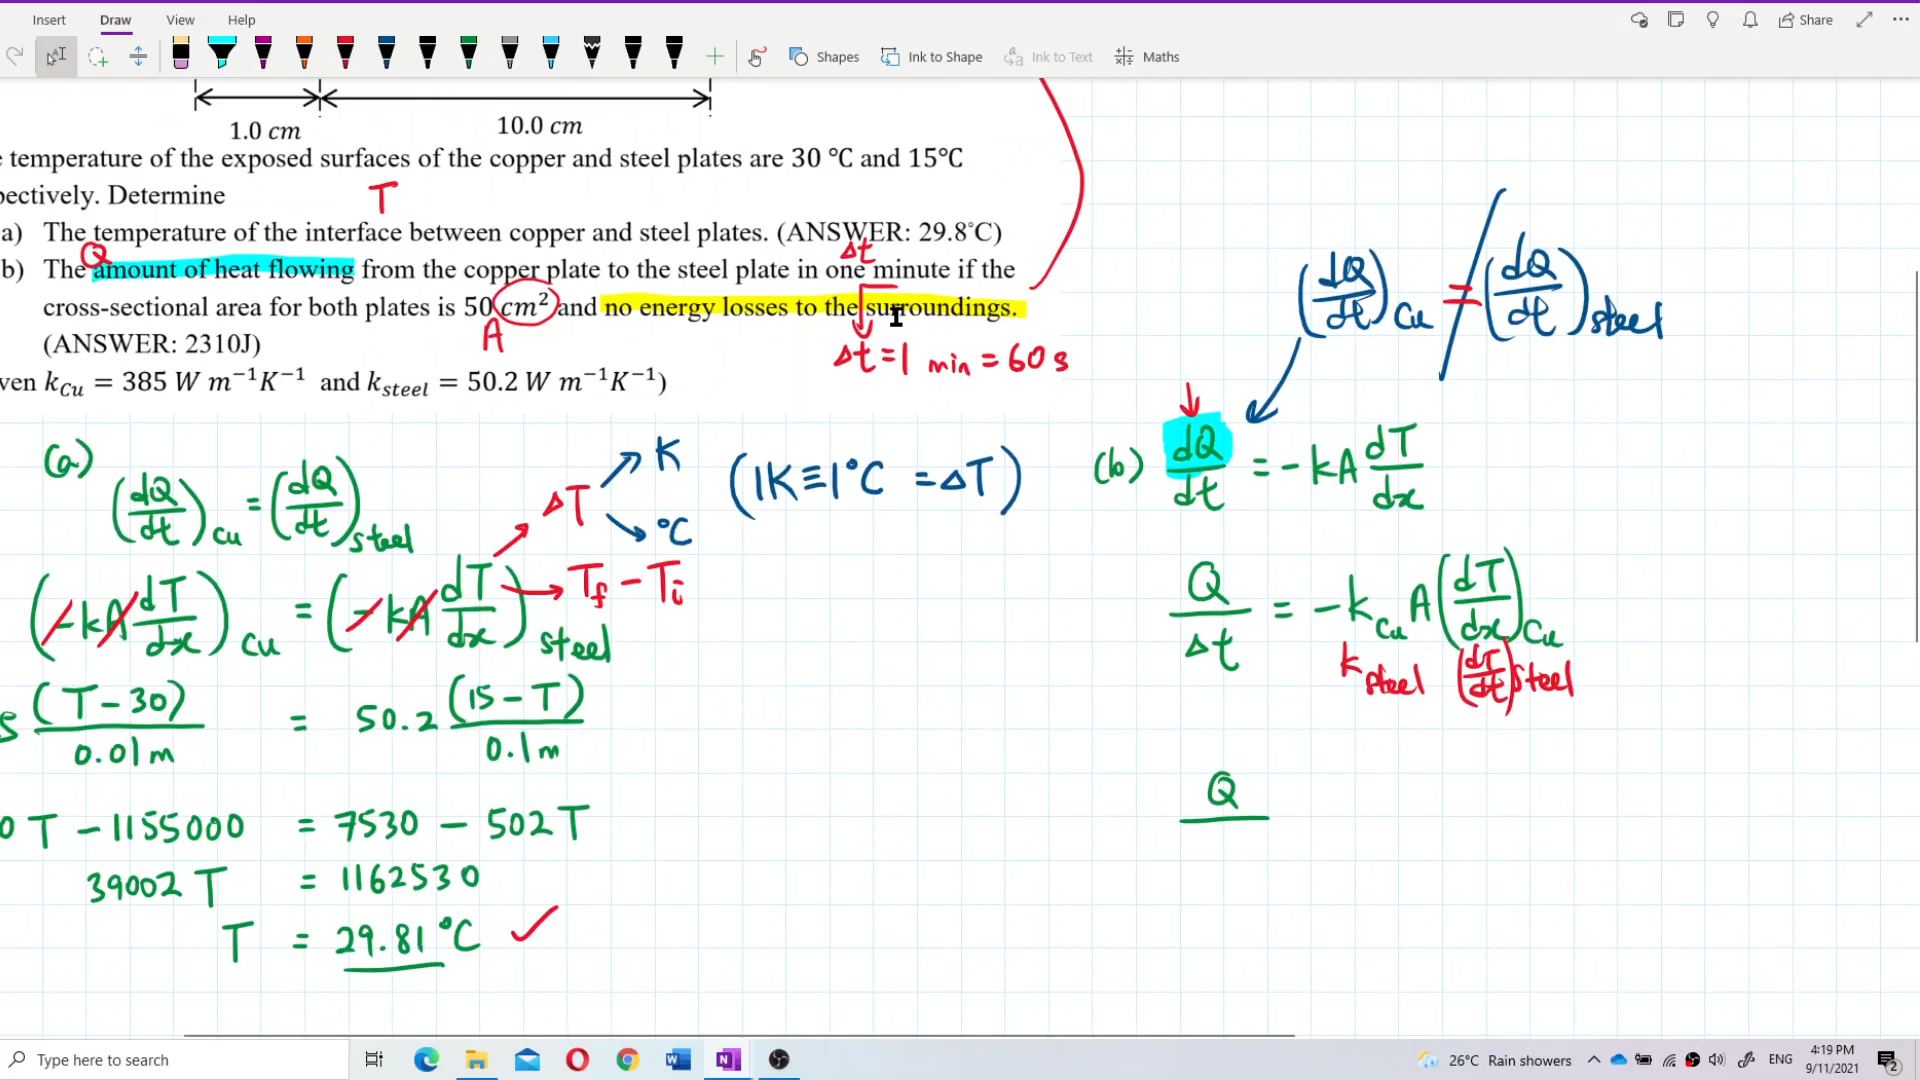 Insert Draw View Help
Share
Shapes Ink to Shape Ink to Text Maths
1.0 cm 10.0 cm
temperature of the exposed surfaces of the copper and steel plates are 30 °C and 15°C
pectively. Determine
T
a) The temperature of the interface between copper and steel plates. (ANSWER: 29.8°C)
Q Δt
b) The amount of heat flowing from the copper plate to the steel plate in one minute if the
cross-sectional area for both plates is 50 cm² and no energy losses to the surroundings.
A
(ANSWER: 2310J)
Δt = 1 min = 60 s
ven k_Cu = 385 W m⁻¹K⁻¹ and k_steel = 50.2 W m⁻¹K⁻¹)
(a)
(dQ/dt)_Cu = (dQ/dt)_steel
ΔT
K
°C
(1K ≡ 1°C = ΔT)
(-kA dT/dx)_Cu = (-kA dT/dx)_steel
T_f - T_i
5 (T - 30)/0.01m = 50.2 (15 - T)/0.1m
0 T - 1155000 = 7530 - 502T
39002 T = 1162530
T = 29.81 °C
(dQ/dt)_Cu = (dQ/dt)_steel
(b) dQ/dt = -kA dT/dx
Q/Δt = -k_Cu A (dT/dx)_Cu
k_steel (dT/dt)_steel
Q
Type here to search
26°C Rain showers
ENG
4:19 PM
9/11/2021
2